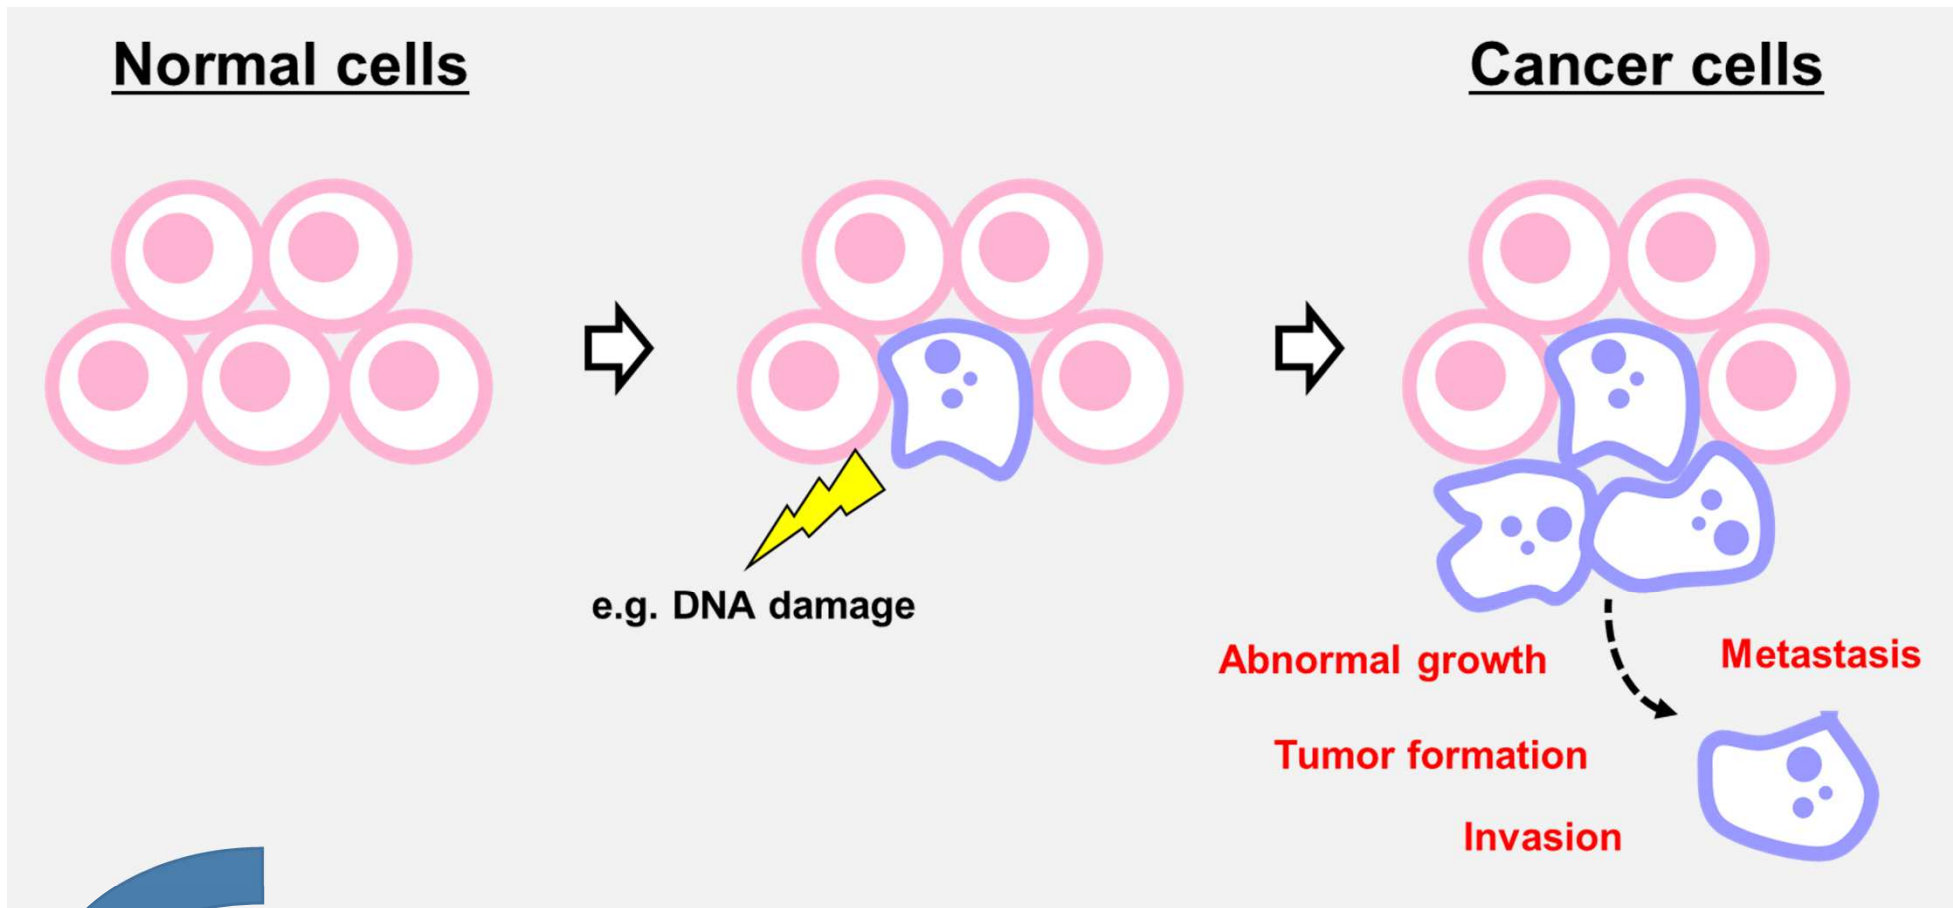 Normal cells
Cancer cells
e.g. DNA damage
Abnormal growth
Metastasis
Tumor formation
Invasion